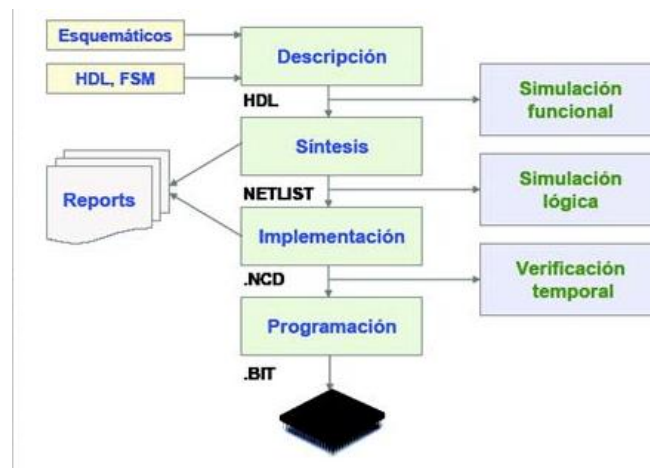 Esquemáticos
HDL, FSM
Descripción
HDL
Simulación
funcional
Síntesis
Reports
NETLIST
Simulación
lógica
Implementación
.NCD
Verificación
temporal
Programación
.BIT